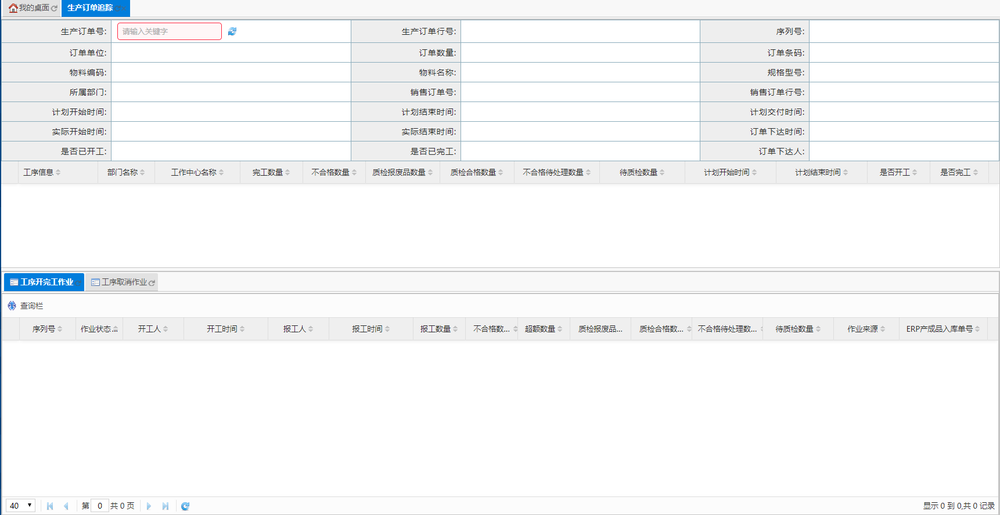 我的桌面 生产订单追踪
生产订单号: 请输入关键字 生产订单行号: 序列号:
订单单位: 订单数量: 订单条码:
物料编码: 物料名称: 规格型号:
所属部门: 销售订单号: 销售订单行号:
计划开始时间: 计划结束时间: 计划交付时间:
实际开始时间: 实际结束时间: 订单下达时间:
是否已开工: 是否已完工: 订单下达人:
工序信息 部门名称 工作中心名称 完工数量 不合格数量 质检报废品数量 质检合格数量 不合格待处理数量 待质检数量 计划开始时间 计划结束时间 是否开工 是否完工
工序开完工作业 工序取消作业
查询栏
序列号 作业状态... 开工人 开工时间 报工人 报工时间 报工数量 不合格数... 超额数量 质检报废品... 质检合格数... 不合格待处理数... 待质检数量 作业来源 ERP产成品入库单号
40 第 0 共 0 页 显示 0 到 0,共 0 记录